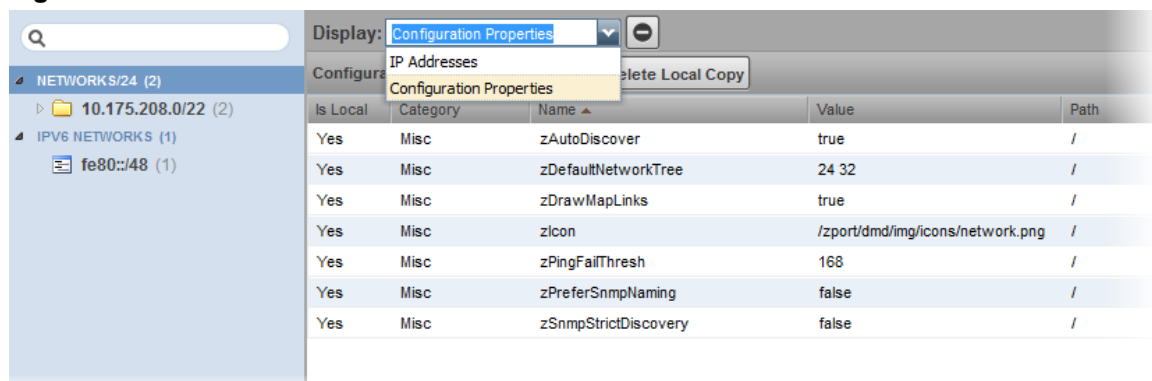 Display: Configuration Properties
IP Addresses
Configuration Properties
NETWORKS/24 (2)
10.175.208.0/22 (2)
IPV6 NETWORKS (1)
fe80::/48 (1)
Local Copy
Is Local Category Name Value Path
Yes Misc zAutoDiscover true /
Yes Misc zDefaultNetworkTree 24 32 /
Yes Misc zDrawMapLinks true /
Yes Misc zIcon /zport/dmd/img/icons/network.png /
Yes Misc zPingFailThresh 168 /
Yes Misc zPreferSnmpNaming false /
Yes Misc zSnmpStrictDiscovery false /